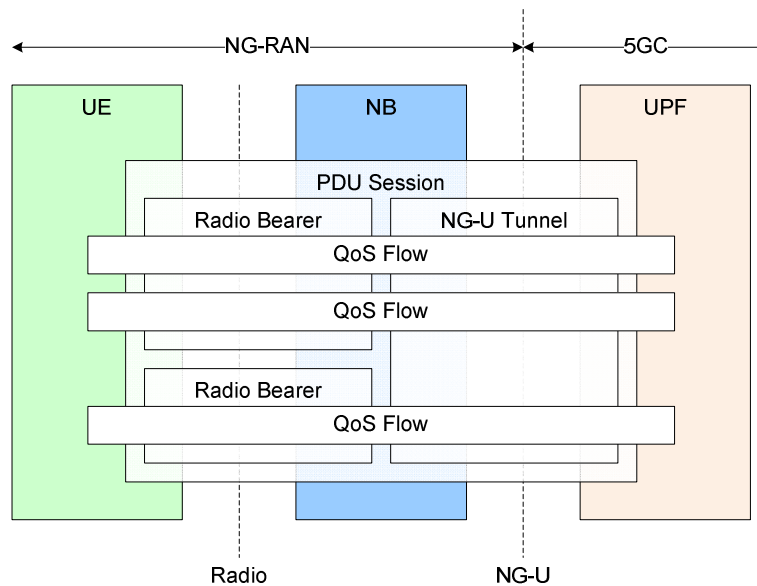 NG-RAN
5GC
UE
NB
UPF
PDU Session
Radio Bearer
NG-U Tunnel
QoS Flow
QoS Flow
Radio Bearer
QoS Flow
Radio
NG-U